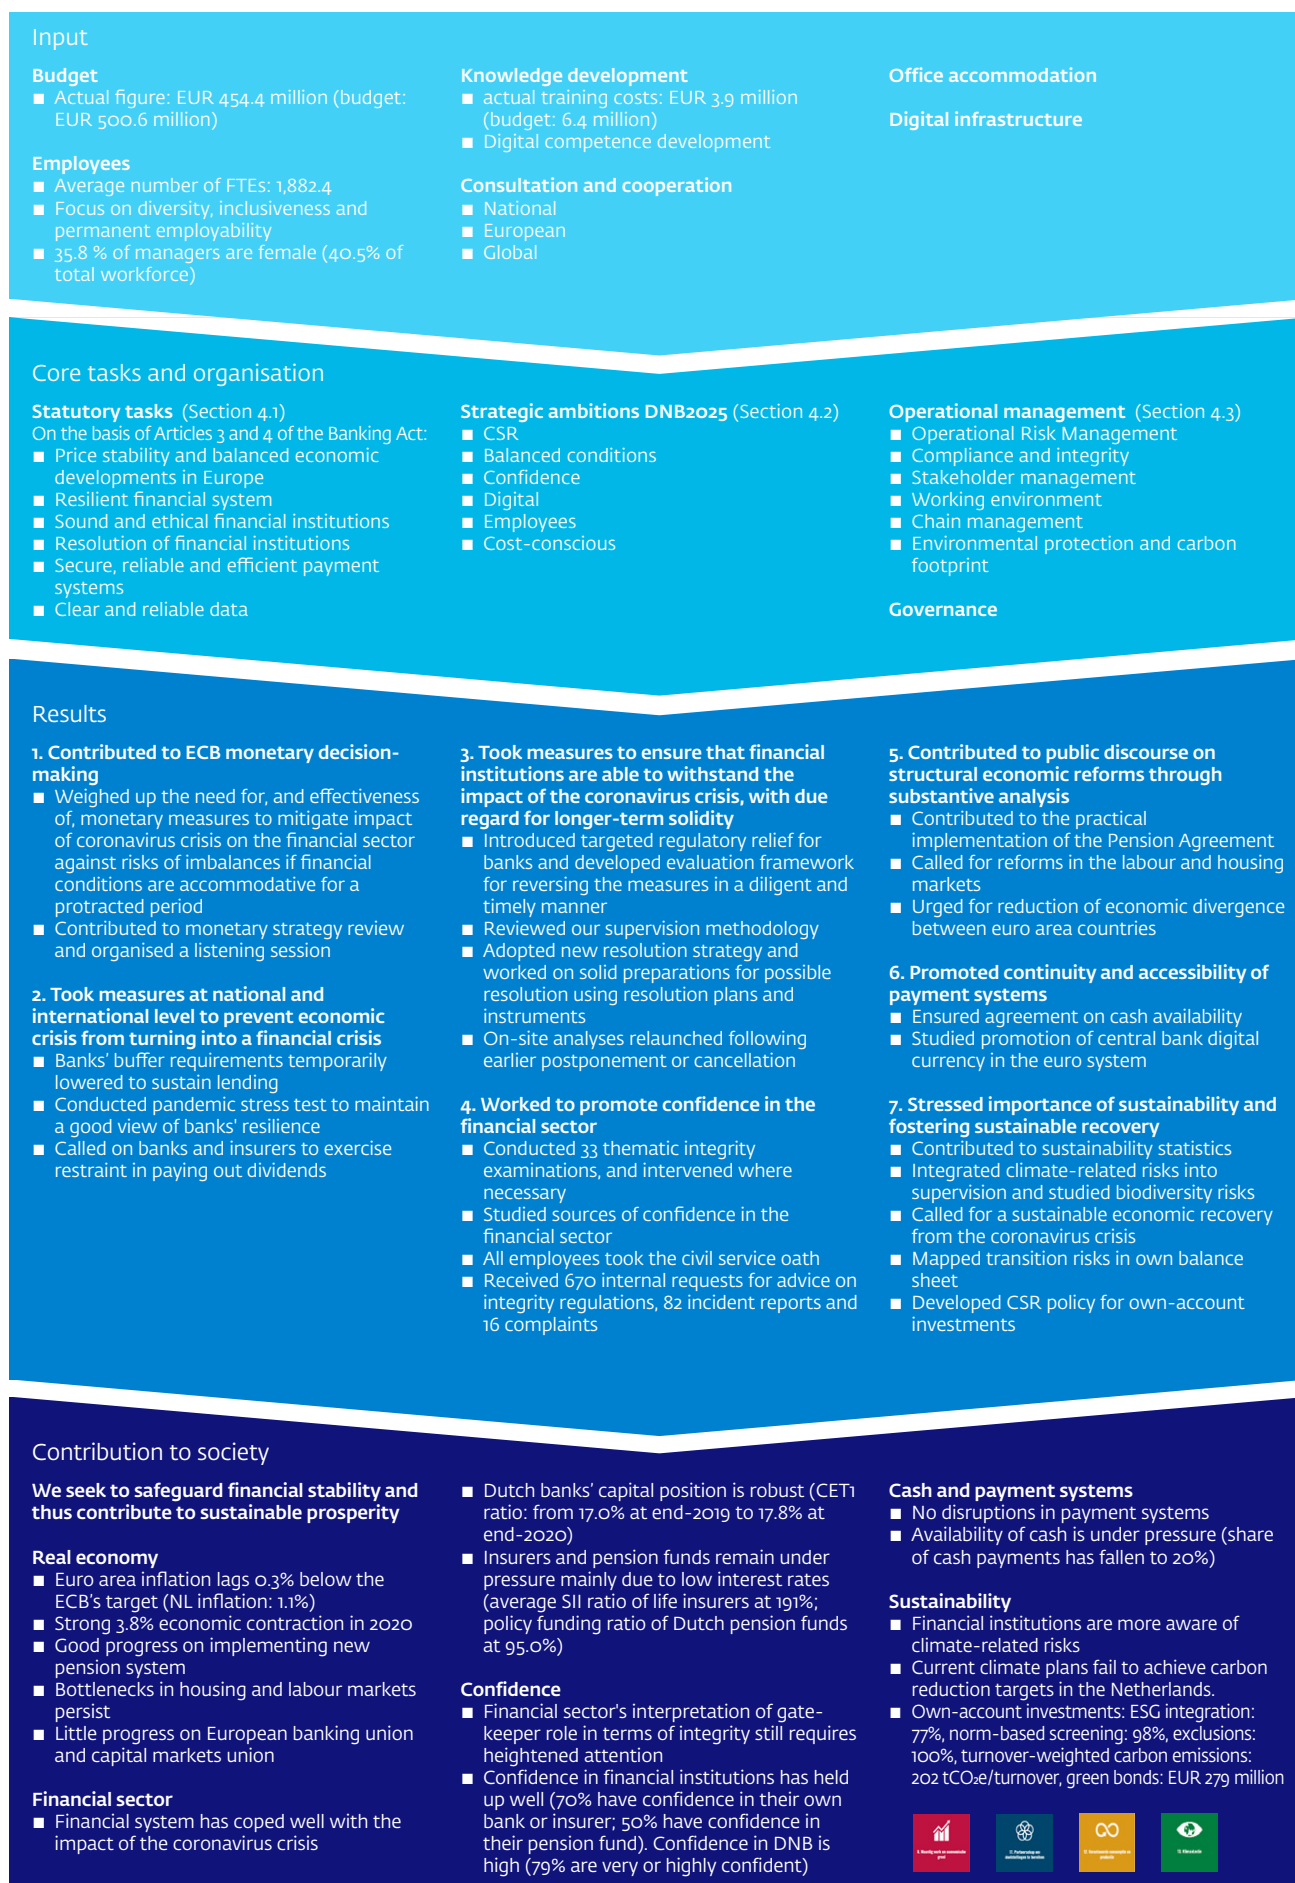 Input
Budget
■ Actual figure: EUR 454.4 million (budget:
EUR 500.6 million)
Employees
■ Average number of FTEs: 1,882.4
■ Focus on diversity, inclusiveness and
permanent employability
■ 35.8 % of managers are female (40.5% of
total workforce)
Knowledge development
■ actual training costs: EUR 3.9 million
(budget: 6.4 million)
■ Digital competence development
Consultation and cooperation
■ National
■ European
■ Global
Office accommodation
Digital infrastructure
Core tasks and organisation
Statutory tasks (Section 4.1)
On the basis of Articles 3 and 4 of the Banking Act:
■ Price stability and balanced economic
developments in Europe
■ Resilient financial system
■ Sound and ethical financial institutions
■ Resolution of financial institutions
■ Secure, reliable and efficient payment
systems
■ Clear and reliable data
Strategic ambitions DNB2025 (Section 4.2)
■ CSR
■ Balanced conditions
■ Confidence
■ Digital
■ Employees
■ Cost-conscious
Operational management (Section 4.3)
■ Operational Risk Management
■ Compliance and integrity
■ Stakeholder management
■ Working environment
■ Chain management
■ Environmental protection and carbon
footprint
Governance
Results
1. Contributed to ECB monetary decision-
making
■ Weighed up the need for, and effectiveness
of, monetary measures to mitigate impact
of coronavirus crisis on the financial sector
against risks of imbalances if financial
conditions are accommodative for a
protracted period
■ Contributed to monetary strategy review
and organised a listening session
2. Took measures at national and
international level to prevent economic
crisis from turning into a financial crisis
■ Banks' buffer requirements temporarily
lowered to sustain lending
■ Conducted pandemic stress test to maintain
a good view of banks' resilience
■ Called on banks and insurers to exercise
restraint in paying out dividends
3. Took measures to ensure that financial
institutions are able to withstand the
impact of the coronavirus crisis, with due
regard for longer-term solidity
■ Introduced targeted regulatory relief for
banks and developed evaluation framework
for reversing the measures in a diligent and
timely manner
■ Reviewed our supervision methodology
■ Adopted new resolution strategy and
worked on solid preparations for possible
resolution using resolution plans and
instruments
■ On-site analyses relaunched following
earlier postponement or cancellation
4. Worked to promote confidence in the
financial sector
■ Conducted 33 thematic integrity
examinations, and intervened where
necessary
■ Studied sources of confidence in the
financial sector
■ All employees took the civil service oath
■ Received 670 internal requests for advice on
integrity regulations, 82 incident reports and
16 complaints
5. Contributed to public discourse on
structural economic reforms through
substantive analysis
■ Contributed to the practical
implementation of the Pension Agreement
■ Called for reforms in the labour and housing
markets
■ Urged for reduction of economic divergence
between euro area countries
6. Promoted continuity and accessibility of
payment systems
■ Ensured agreement on cash availability
■ Studied promotion of central bank digital
currency in the euro system
7. Stressed importance of sustainability and
fostering sustainable recovery
■ Contributed to sustainability statistics
■ Integrated climate-related risks into
supervision and studied biodiversity risks
■ Called for a sustainable economic recovery
from the coronavirus crisis
■ Mapped transition risks in own balance
sheet
■ Developed CSR policy for own-account
investments
Contribution to society
We seek to safeguard financial stability and
thus contribute to sustainable prosperity
Real economy
■ Euro area inflation lags 0.3% below the
ECB's target (NL inflation: 1.1%)
■ Strong 3.8% economic contraction in 2020
■ Good progress on implementing new
pension system
■ Bottlenecks in housing and labour markets
persist
■ Little progress on European banking union
and capital markets union
Financial sector
■ Financial system has coped well with the
impact of the coronavirus crisis
■ Dutch banks' capital position is robust (CET1
ratio: from 17.0% at end-2019 to 17.8% at
end-2020)
■ Insurers and pension funds remain under
pressure mainly due to low interest rates
(average SII ratio of life insurers at 191%;
policy funding ratio of Dutch pension funds
at 95.0%)
Confidence
■ Financial sector's interpretation of gate-
keeper role in terms of integrity still requires
heightened attention
■ Confidence in financial institutions has held
up well (70% have confidence in their own
bank or insurer; 50% have confidence in
their pension fund). Confidence in DNB is
high (79% are very or highly confident)
Cash and payment systems
■ No disruptions in payment systems
■ Availability of cash is under pressure (share
of cash payments has fallen to 20%)
Sustainability
■ Financial institutions are more aware of
climate-related risks
■ Current climate plans fail to achieve carbon
reduction targets in the Netherlands.
■ Own-account investments: ESG integration:
77%, norm-based screening: 98%, exclusions:
100%, turnover-weighted carbon emissions:
202 tCO₂e/turnover, green bonds: EUR 279 million